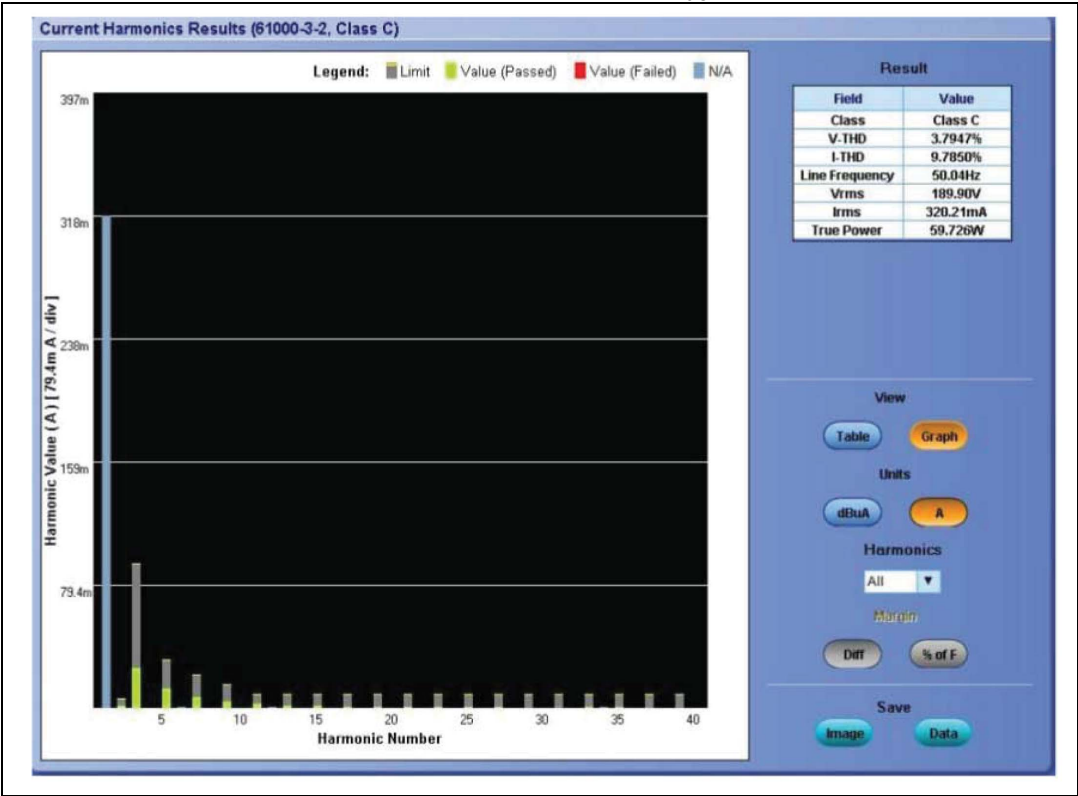 Current Harmonics Results (61000-3-2, Class C)
Legend: Limit Value (Passed) Value (Failed) N/A
397m
318m
238m
159m
79.4m
Harmonic Value ( A ) [ 79.4m A / div ]
5 10 15 20 25 30 35 40
Harmonic Number
Result
Field Value
Class Class C
V-THD 3.7947%
I-THD 9.7850%
Line Frequency 50.04Hz
Vrms 189.90V
Irms 320.21mA
True Power 59.726W
View
Table Graph
Units
dBuA A
Harmonics
All
Margin
Diff % of F
Save
Image Data